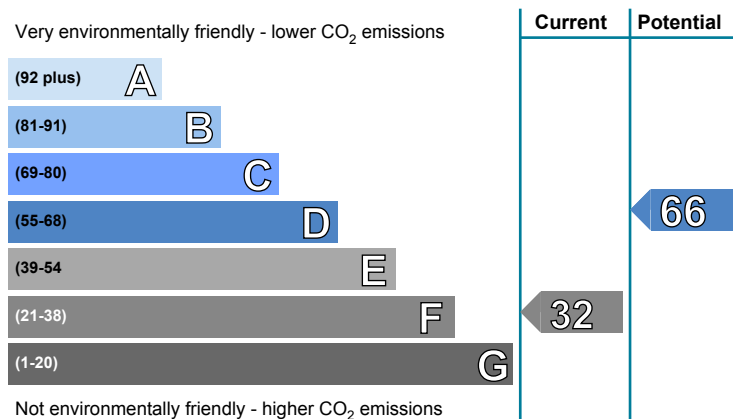 Current Potential
Very environmentally friendly - lower CO₂ emissions
(92 plus) A
(81-91) B
(69-80) C
(55-68) D 66
(39-54 E
(21-38) F 32
(1-20) G
Not environmentally friendly - higher CO₂ emissions